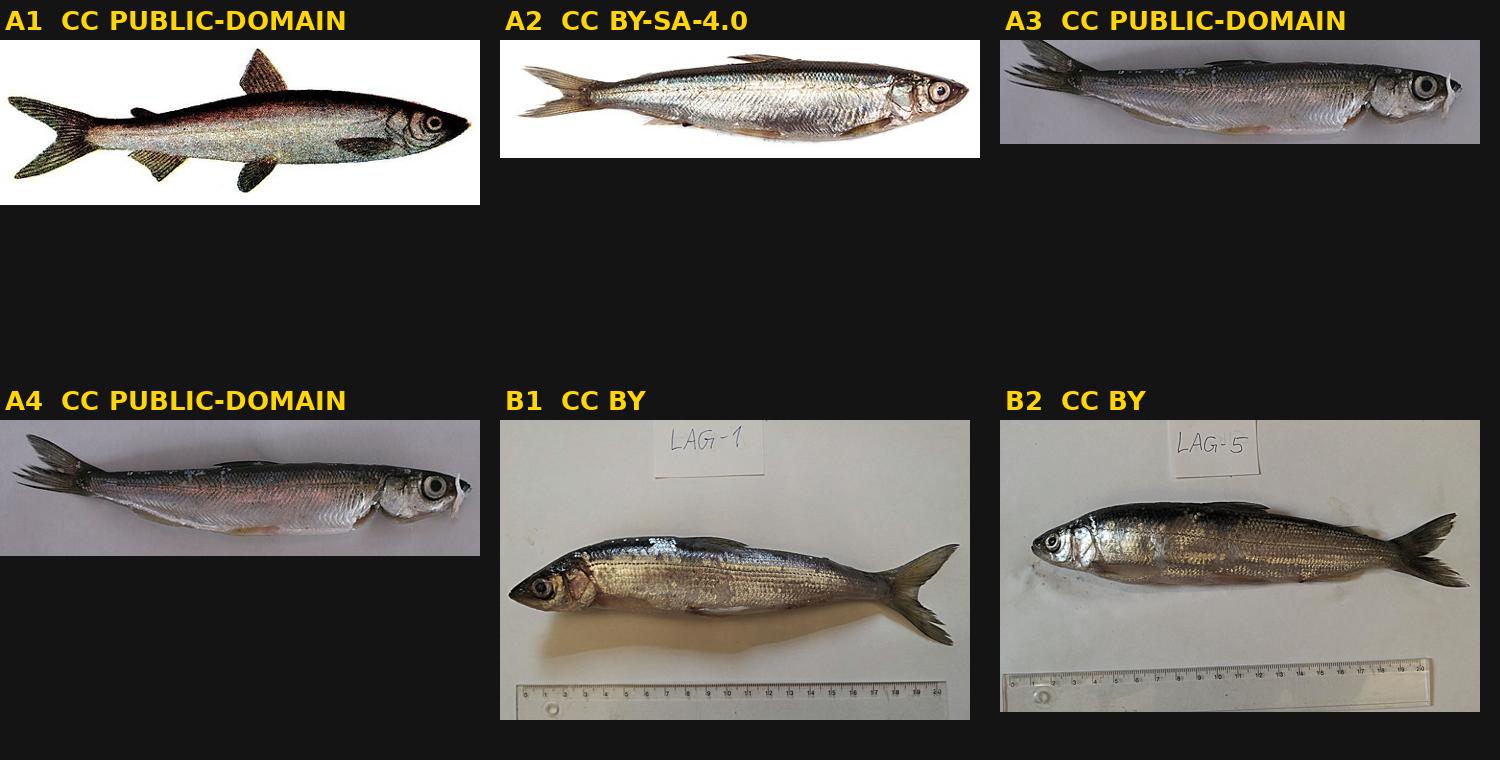 A1 CC PUBLIC-DOMAIN
A2 CC BY-SA-4.0
A3 CC PUBLIC-DOMAIN
A4 CC PUBLIC-DOMAIN
B1 CC BY
B2 CC BY
LAG-1
LAG-5